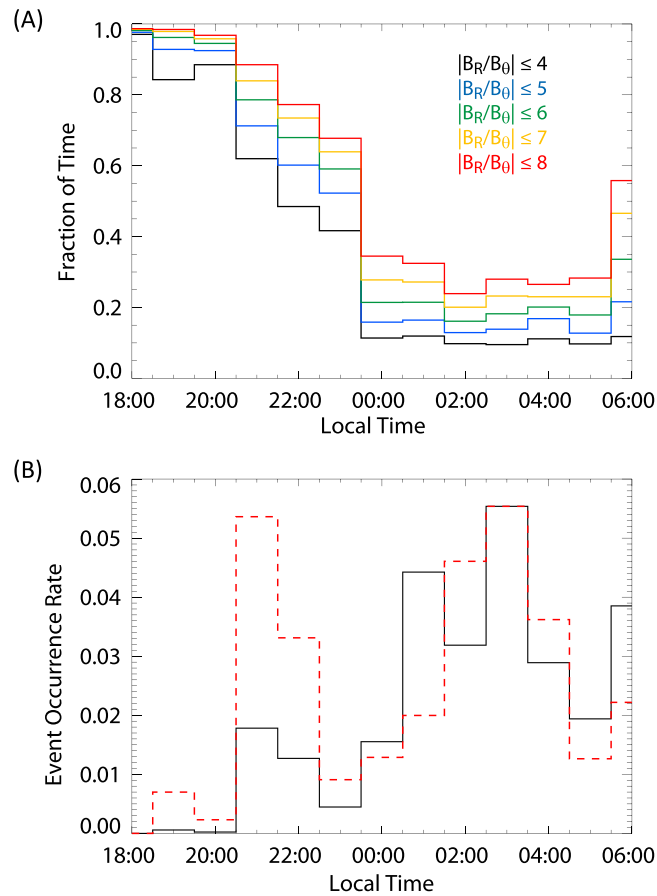 (A)
1.0
0.8
0.6
0.4
0.2
0.0
Fraction of Time
|B_R/B_θ| ≤ 4
|B_R/B_θ| ≤ 5
|B_R/B_θ| ≤ 6
|B_R/B_θ| ≤ 7
|B_R/B_θ| ≤ 8
18:00 20:00 22:00 00:00 02:00 04:00 06:00
Local Time
(B)
0.06
0.05
0.04
0.03
0.02
0.01
0.00
Event Occurrence Rate
18:00 20:00 22:00 00:00 02:00 04:00 06:00
Local Time